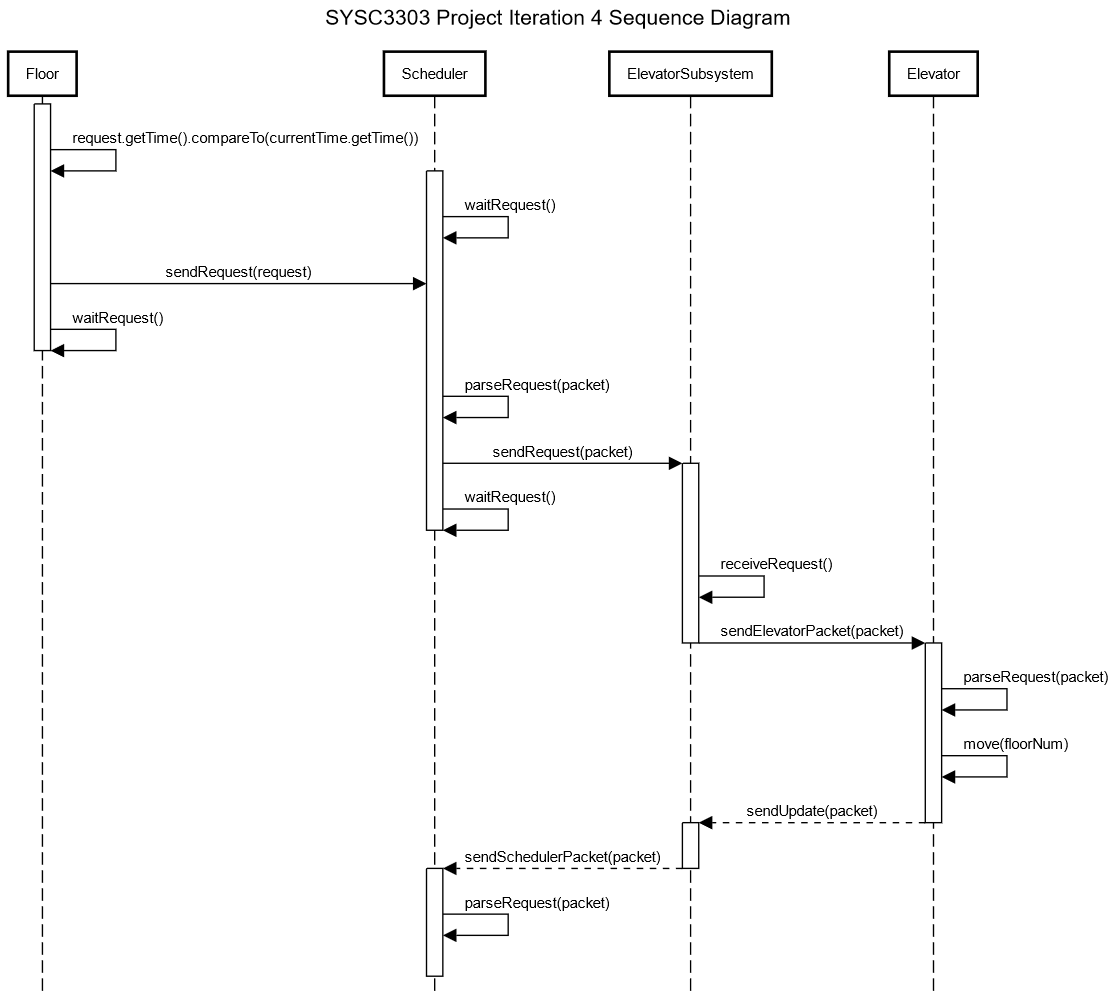 SYSC3303 Project Iteration 4 Sequence Diagram
Floor
Scheduler
ElevatorSubsystem
Elevator
request.getTime().compareTo(currentTime.getTime())
waitRequest()
sendRequest(request)
waitRequest()
parseRequest(packet)
sendRequest(packet)
waitRequest()
receiveRequest()
sendElevatorPacket(packet)
parseRequest(packet)
move(floorNum)
sendUpdate(packet)
sendSchedulerPacket(packet)
parseRequest(packet)